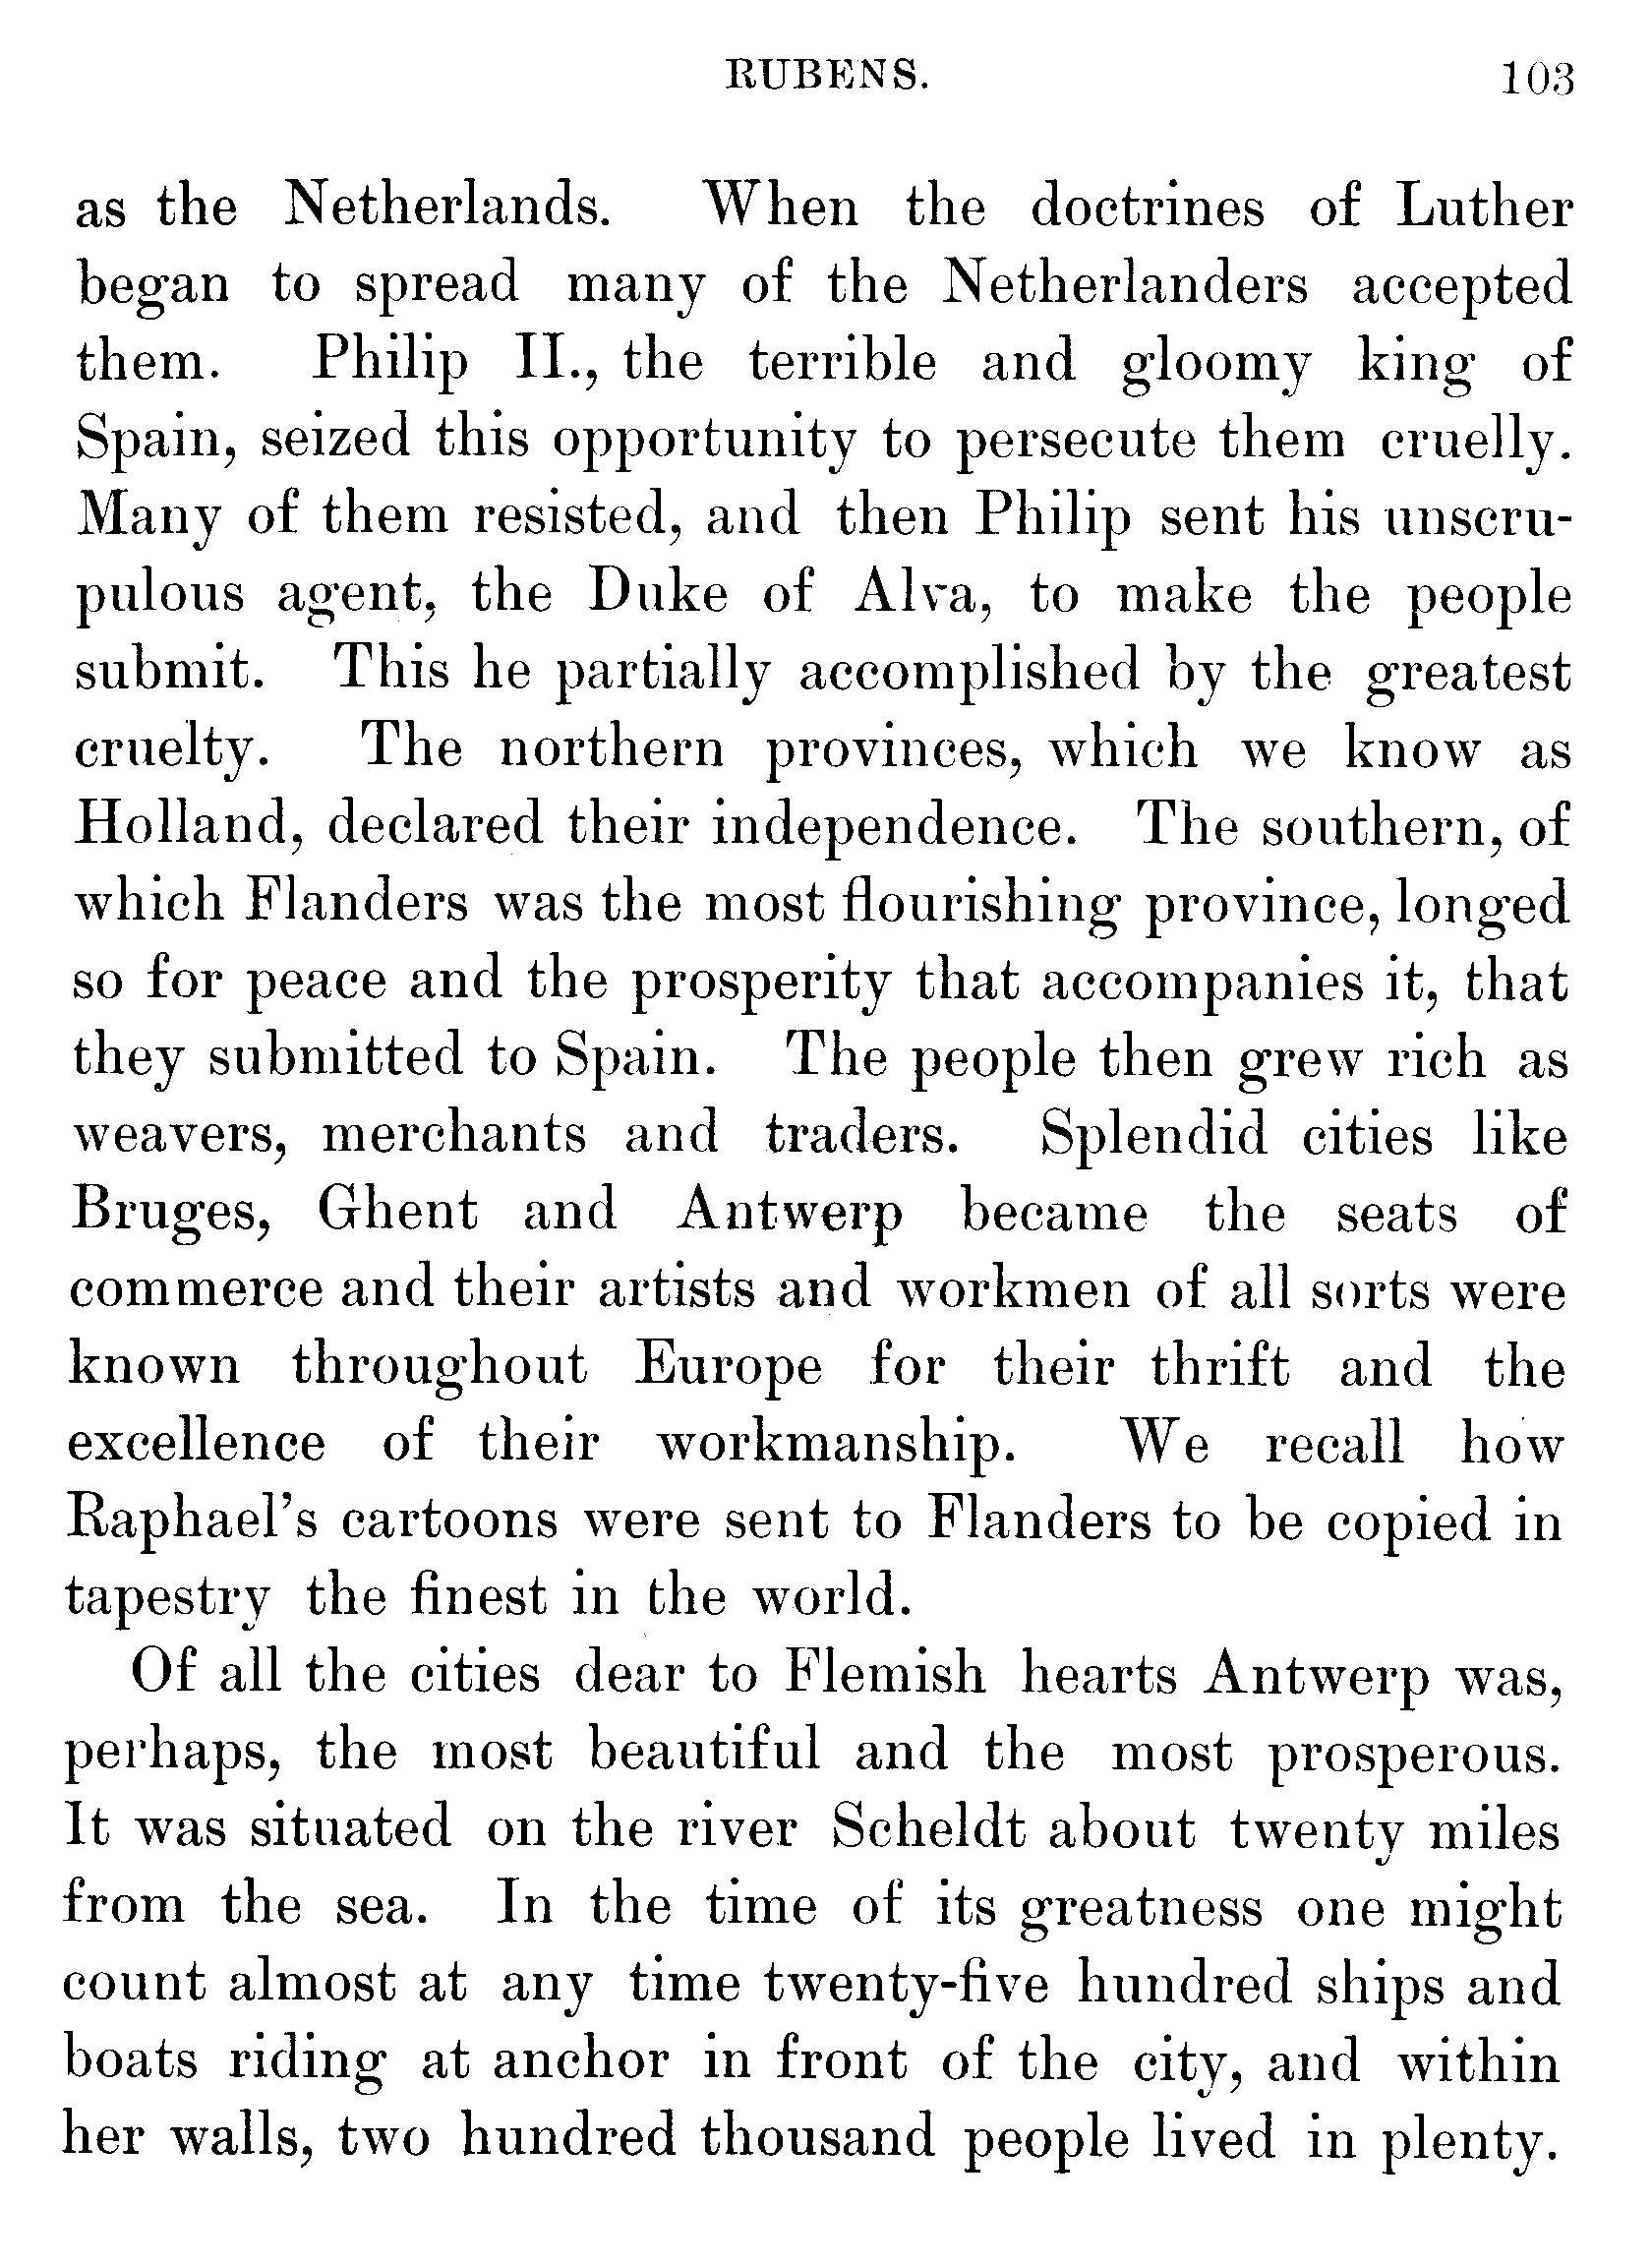 RUBENS. 103
as the Netherlands. When the doctrines of Luther
began to spread many of the Netherlanders accepted
them. Philip II., the terrible and gloomy king of
Spain, seized this opportunity to persecute them cruelly.
Many of them resisted, and then Philip sent his unscru-
pulous agent, the Duke of Alva, to make the people
submit. This he partially accomplished by the greatest
cruelty. The northern provinces, which we know as
Holland, declared their independence. The southern, of
which Flanders was the most flourishing province, longed
so for peace and the prosperity that accompanies it, that
they submitted to Spain. The people then grew rich as
weavers, merchants and traders. Splendid cities like
Bruges, Ghent and Antwerp became the seats of
commerce and their artists and workmen of all sorts were
known throughout Europe for their thrift and the
excellence of their workmanship. We recall how
Raphael's cartoons were sent to Flanders to be copied in
tapestry the finest in the world.
Of all the cities dear to Flemish hearts Antwerp was,
perhaps, the most beautiful and the most prosperous.
It was situated on the river Scheldt about twenty miles
from the sea. In the time of its greatness one might
count almost at any time twenty-five hundred ships and
boats riding at anchor in front of the city, and within
her walls, two hundred thousand people lived in plenty.